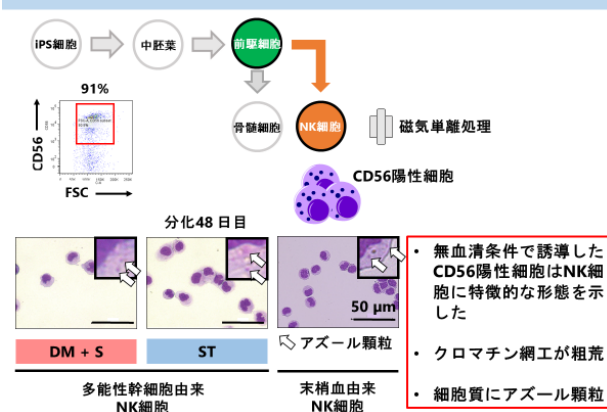 iPS細胞
中胚葉
前駆細胞
91%
CD56
FSC
骨髄細胞
NK細胞
磁気単離処理
CD56陽性細胞
分化48日目
50 μm
アズール顆粒
DM + S
ST
多能性幹細胞由来
NK細胞
末梢血由来
NK細胞
• 無血清条件で誘導した
CD56陽性細胞はNK細
胞に特徴的な形態を示
した
• クロマチン網工が粗荒
• 細胞質にアズール顆粒